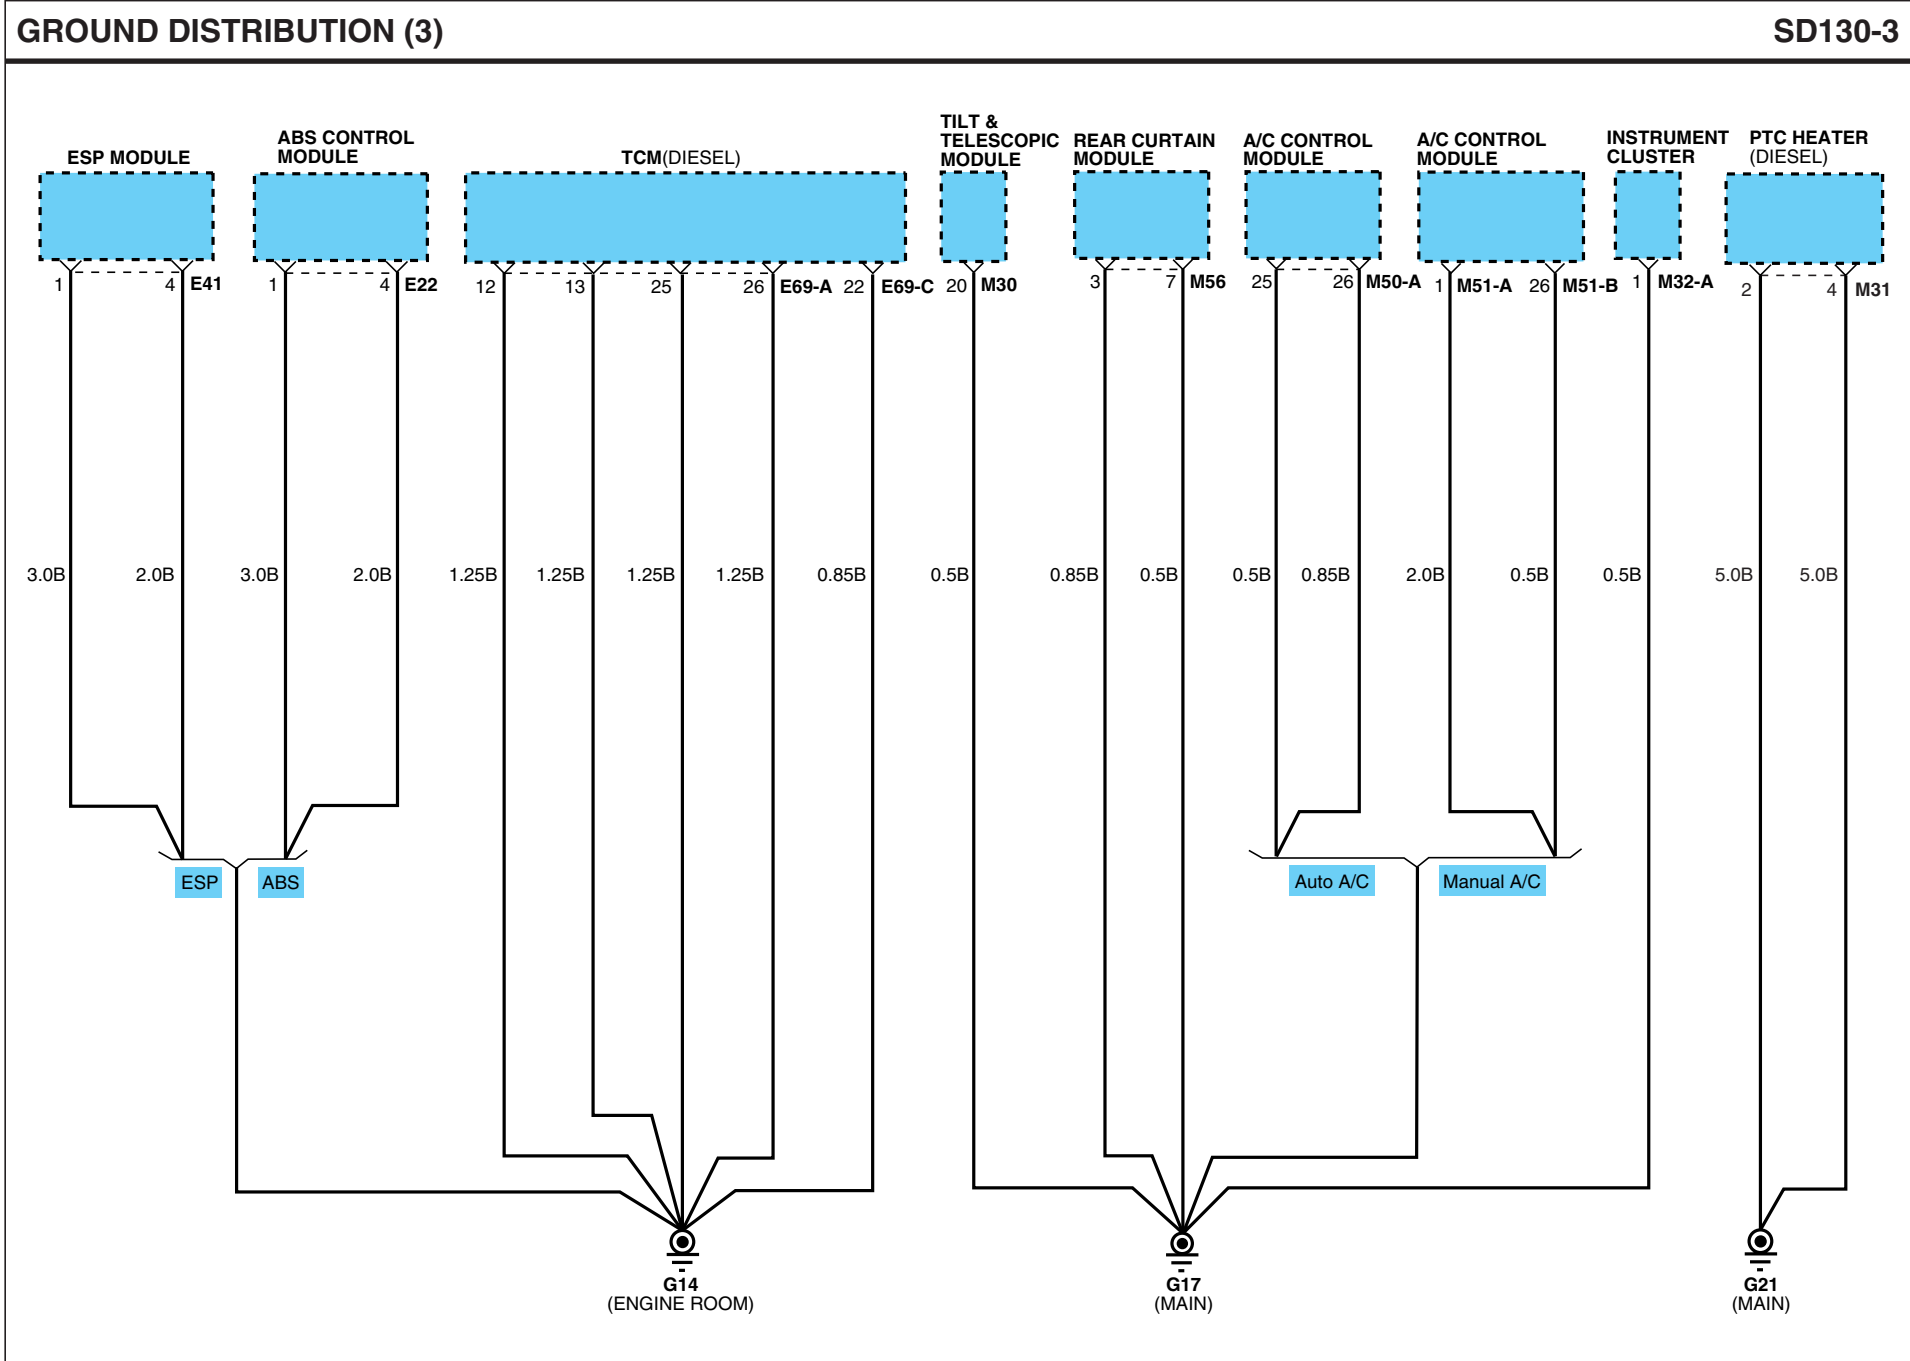 GROUND DISTRIBUTION (3)
SD130-3
ESP MODULE
ABS CONTROL
MODULE
TCM(DIESEL)
TILT &
TELESCOPIC
MODULE
REAR CURTAIN
MODULE
A/C CONTROL
MODULE
A/C CONTROL
MODULE
INSTRUMENT
CLUSTER
PTC HEATER
(DIESEL)
1 4 E41 1 4 E22 12 13 25 26 E69-A 22 E69-C 20 M30 3 7 M56 25 26 M50-A 1 M51-A 26 M51-B 1 M32-A 2 4 M31
3.0B 2.0B 3.0B 2.0B 1.25B 1.25B 1.25B 1.25B 0.85B 0.5B 0.85B 0.5B 0.5B 0.85B 2.0B 0.5B 0.5B 5.0B 5.0B
ESP ABS Auto A/C Manual A/C
G14
(ENGINE ROOM)
G17
(MAIN)
G21
(MAIN)